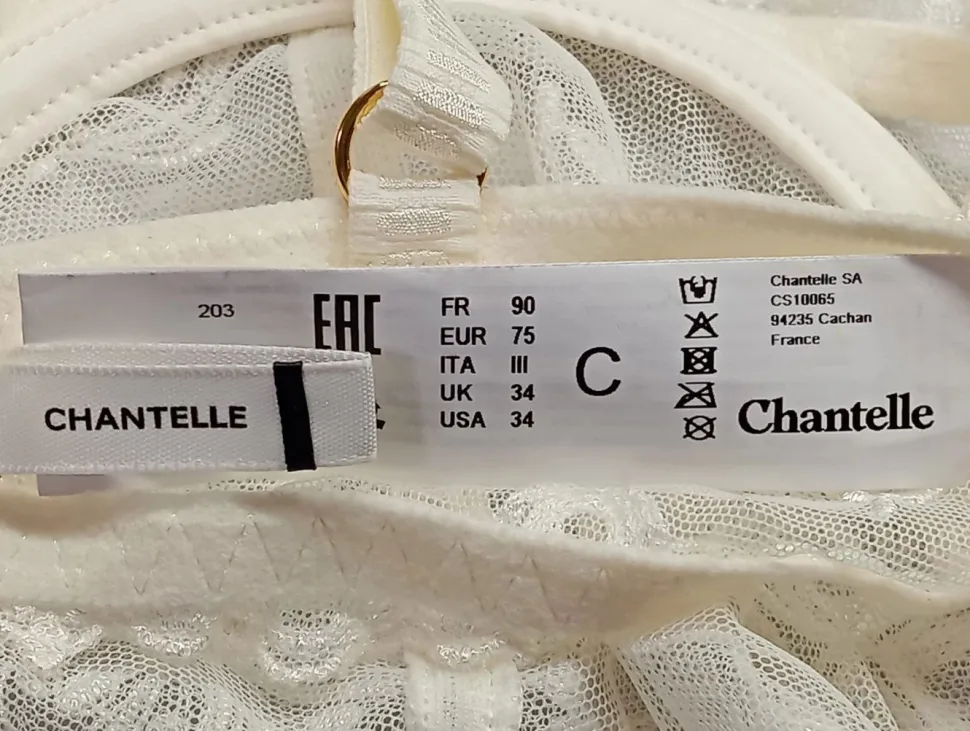 203
EAC
FR 90
EUR 75
ITA III
UK 34
USA 34
C
Chantelle SA
CS10065
94235 Cachan
France
Chantelle
CHANTELLE